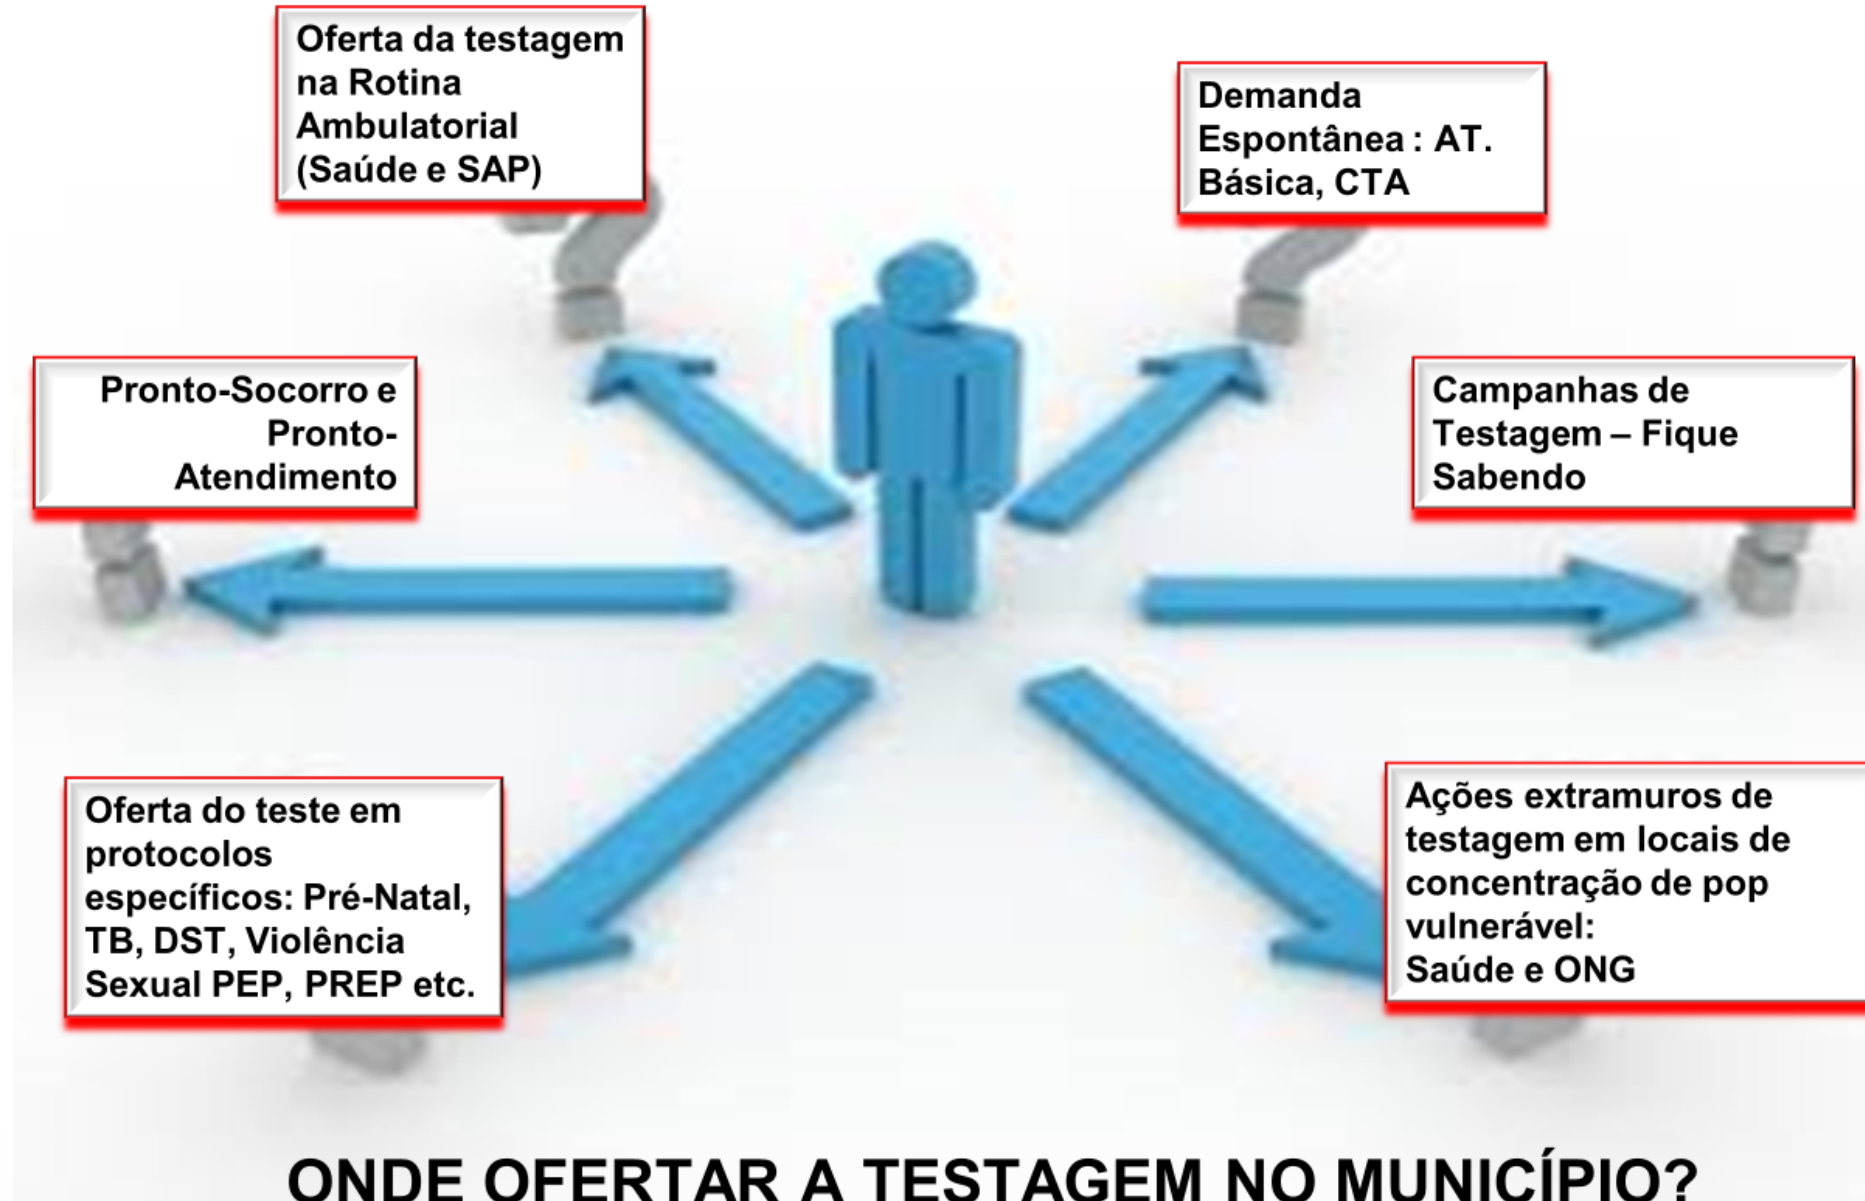 Oferta da testagem
na Rotina
Ambulatorial
(Saúde e SAP)
Demanda
Espontânea : AT.
Básica, CTA
Pronto-Socorro e
Pronto-
Atendimento
Campanhas de
Testagem – Fique
Sabendo
Oferta do teste em
protocolos
específicos: Pré-Natal,
TB, DST, Violência
Sexual PEP, PREP etc.
Ações extramuros de
testagem em locais de
concentração de pop
vulnerável:
Saúde e ONG
ONDE OFERTAR A TESTAGEM NO MUNICÍPIO?